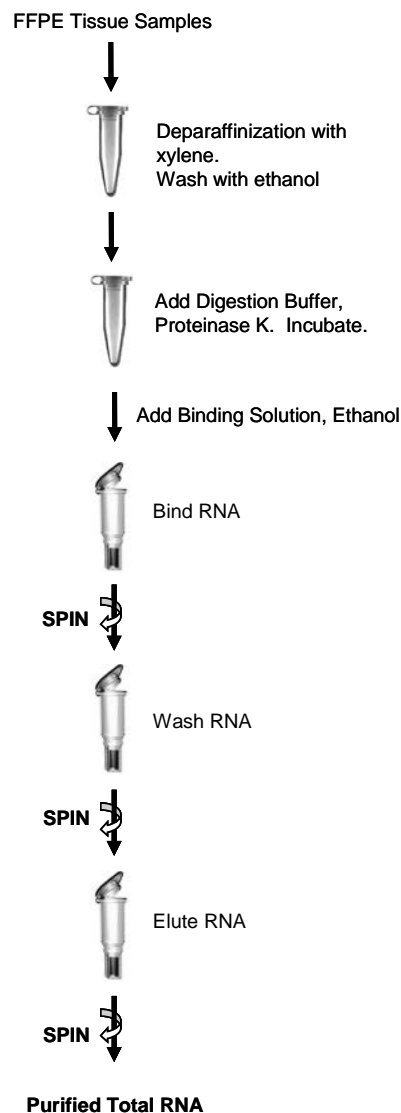 FFPE Tissue Samples
Deparaffinization with
xylene.
Wash with ethanol
Add Digestion Buffer,
Proteinase K.  Incubate.
Add Binding Solution, Ethanol
Bind RNA
SPIN
Wash RNA
SPIN
Elute RNA
SPIN
Purified Total RNA